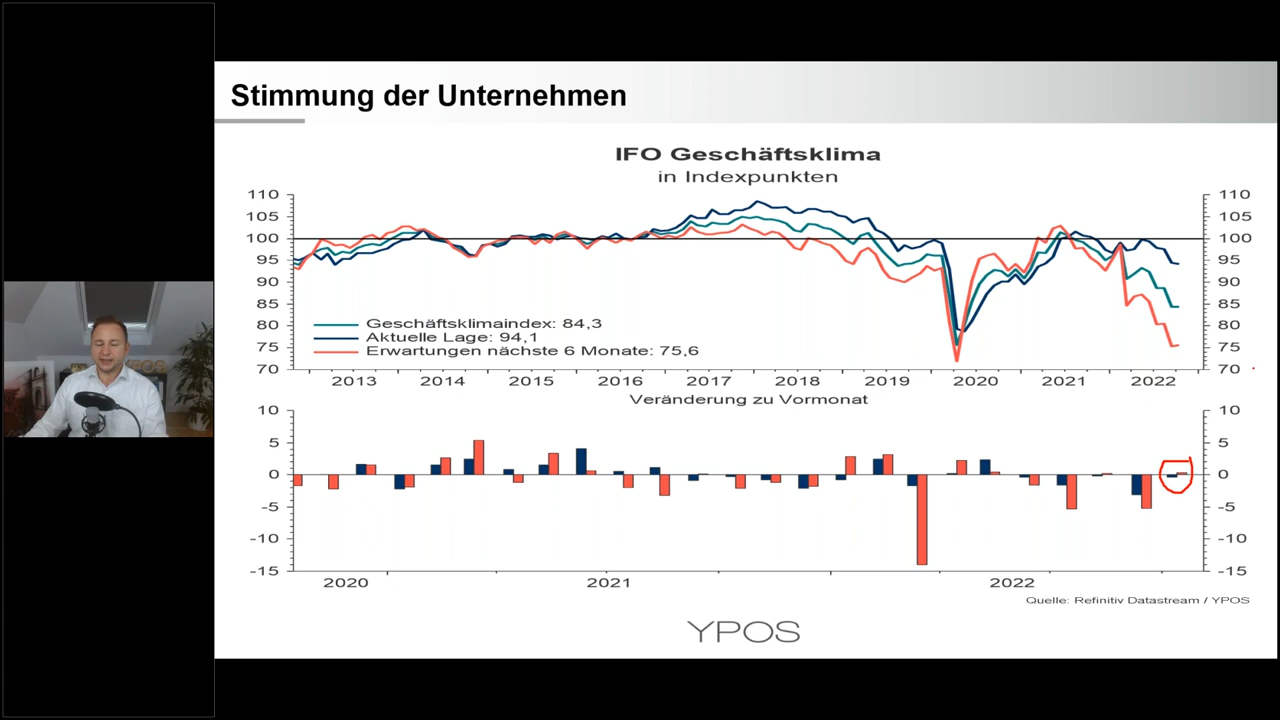 Stimmung der Unternehmen
IFO Geschäftsklima
in Indexpunkten
110 110
105 105
100 100
95 95
90 90
85 85
80 80
75 75
70 70
Geschäftsklimaindex: 84,3
Aktuelle Lage: 94,1
Erwartungen nächste 6 Monate: 75,6
2013 2014 2015 2016 2017 2018 2019 2020 2021 2022
Veränderung zu Vormonat
10 10
5 5
0 0
-5 -5
-10 -10
-15 -15
2020 2021 2022
Quelle: Refinitiv Datastream / YPOS
YPOS
YPOS